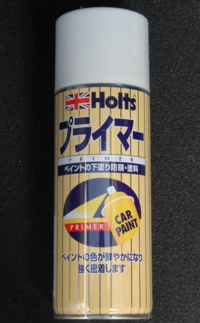 Holts
プライマー
PRIMER
ペイントの下塗り防錆・塗料
PRIMER
CAR
PAINT
ペイントの色が鮮やかになり
強く密着します